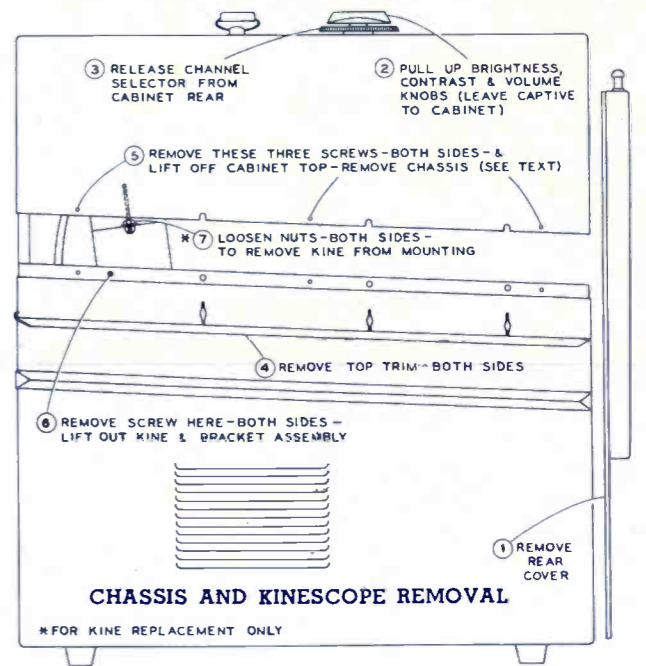 ③ RELEASE CHANNEL
SELECTOR FROM
CABINET REAR
② PULL UP BRIGHTNESS,
CONTRAST & VOLUME
KNOBS (LEAVE CAPTIVE
TO CABINET)
⑤ REMOVE THESE THREE SCREWS-BOTH SIDES-&
LIFT OFF CABINET TOP-REMOVE CHASSIS (SEE TEXT)
*⑦ LOOSEN NUTS-BOTH SIDES-
TO REMOVE KINE FROM MOUNTING
④ REMOVE TOP TRIM-BOTH SIDES
⑥ REMOVE SCREW HERE-BOTH SIDES-
LIFT OUT KINE & BRACKET ASSEMBLY
① REMOVE
REAR
COVER
CHASSIS AND KINESCOPE REMOVAL
*FOR KINE REPLACEMENT ONLY